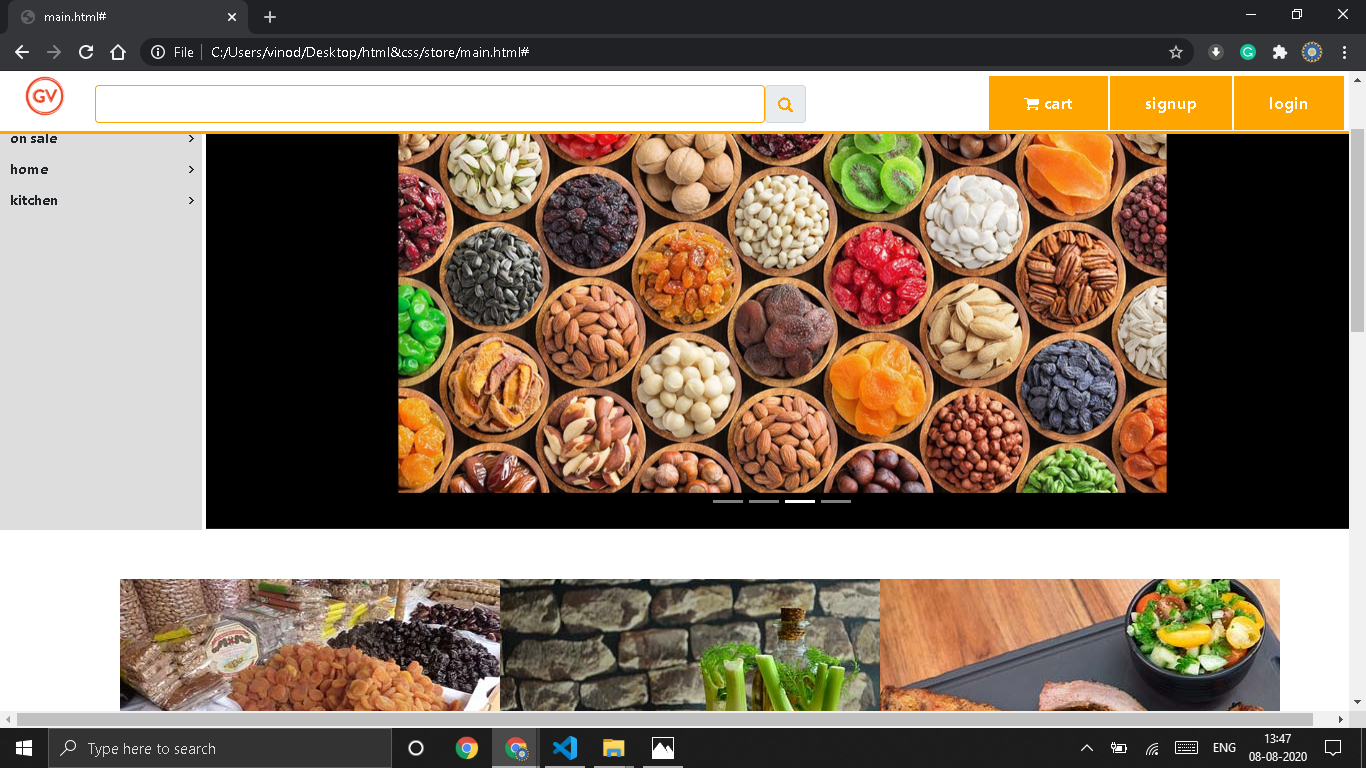 main.html#
File C:/Users/vinod/Desktop/html&css/store/main.html#
GV
cart signup login
on sale
home
kitchen
Type here to search
ENG 13:47
08-08-2020